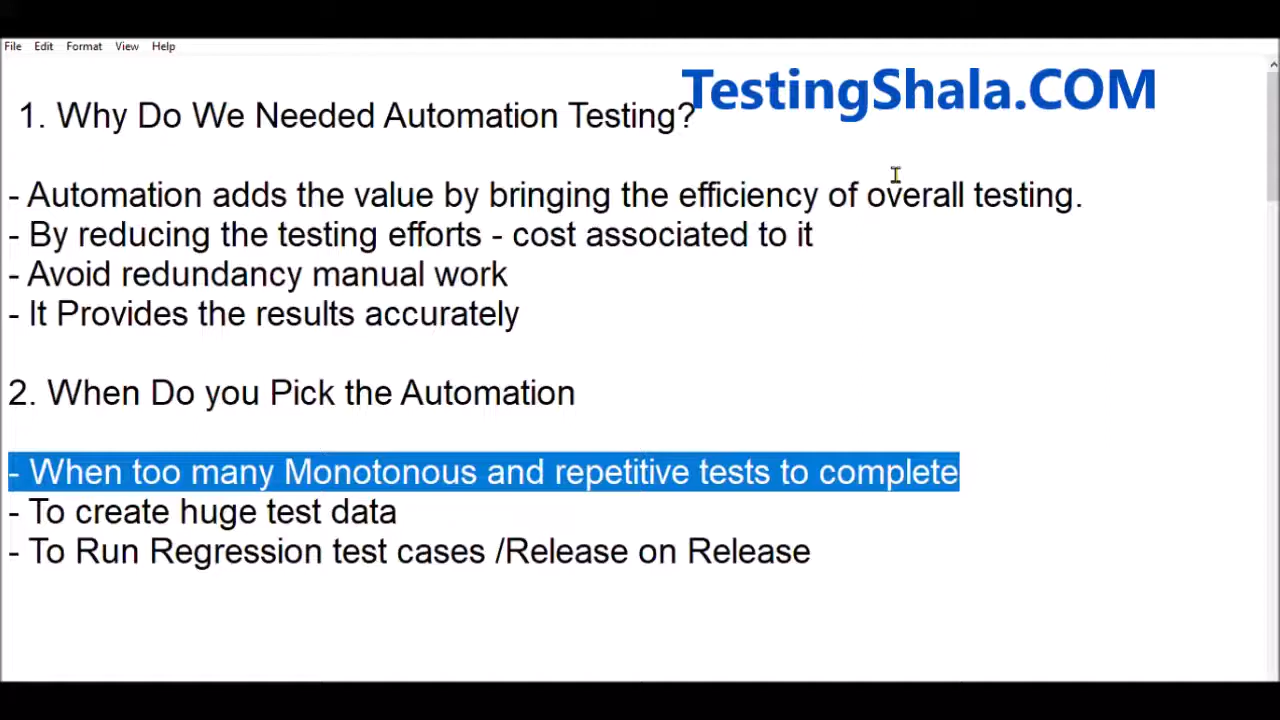 File Edit Format View Help
TestingShala.COM
1. Why Do We Needed Automation Testing?
- Automation adds the value by bringing the efficiency of overall testing.
- By reducing the testing efforts - cost associated to it
- Avoid redundancy manual work
- It Provides the results accurately
2. When Do you Pick the Automation
- When too many Monotonous and repetitive tests to complete
- To create huge test data
- To Run Regression test cases /Release on Release